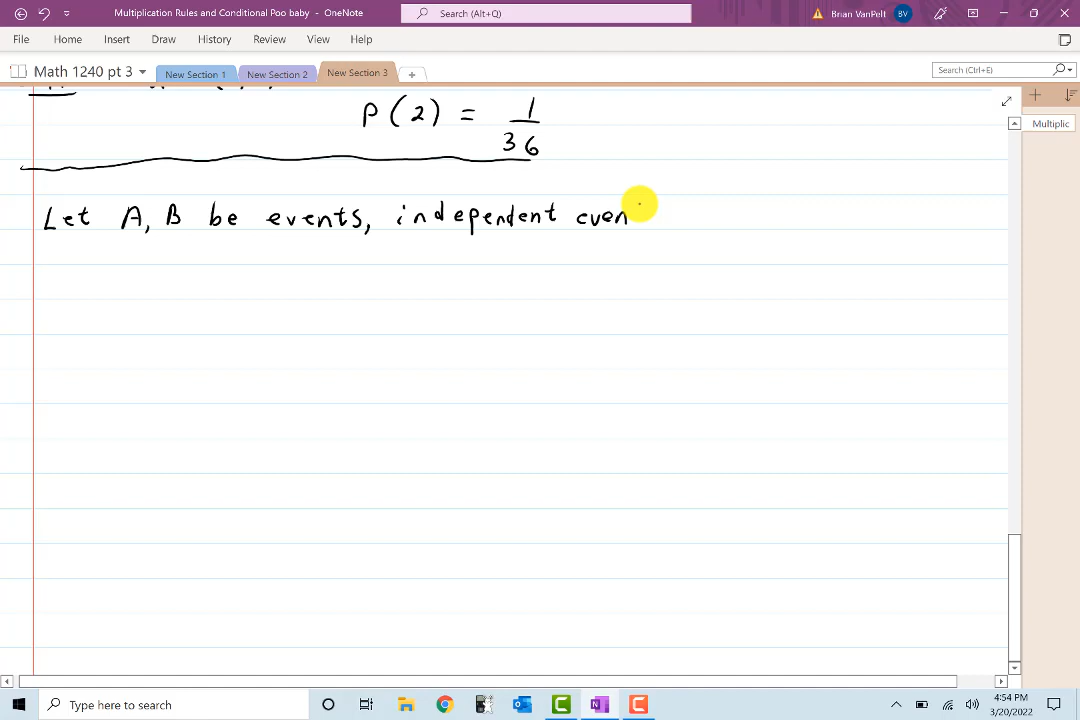 Multiplication Rules and Conditional Poo baby - OneNote
Search (Alt+Q)
Brian VanPelt
BV
File Home Insert Draw History Review View Help
Math 1240 pt 3
New Section 1
New Section 2
New Section 3
Search (Ctrl+E)
Multiplic
P(2) = 1/36
Let A, B be events, independent even
Type here to search
4:54 PM
3/20/2022